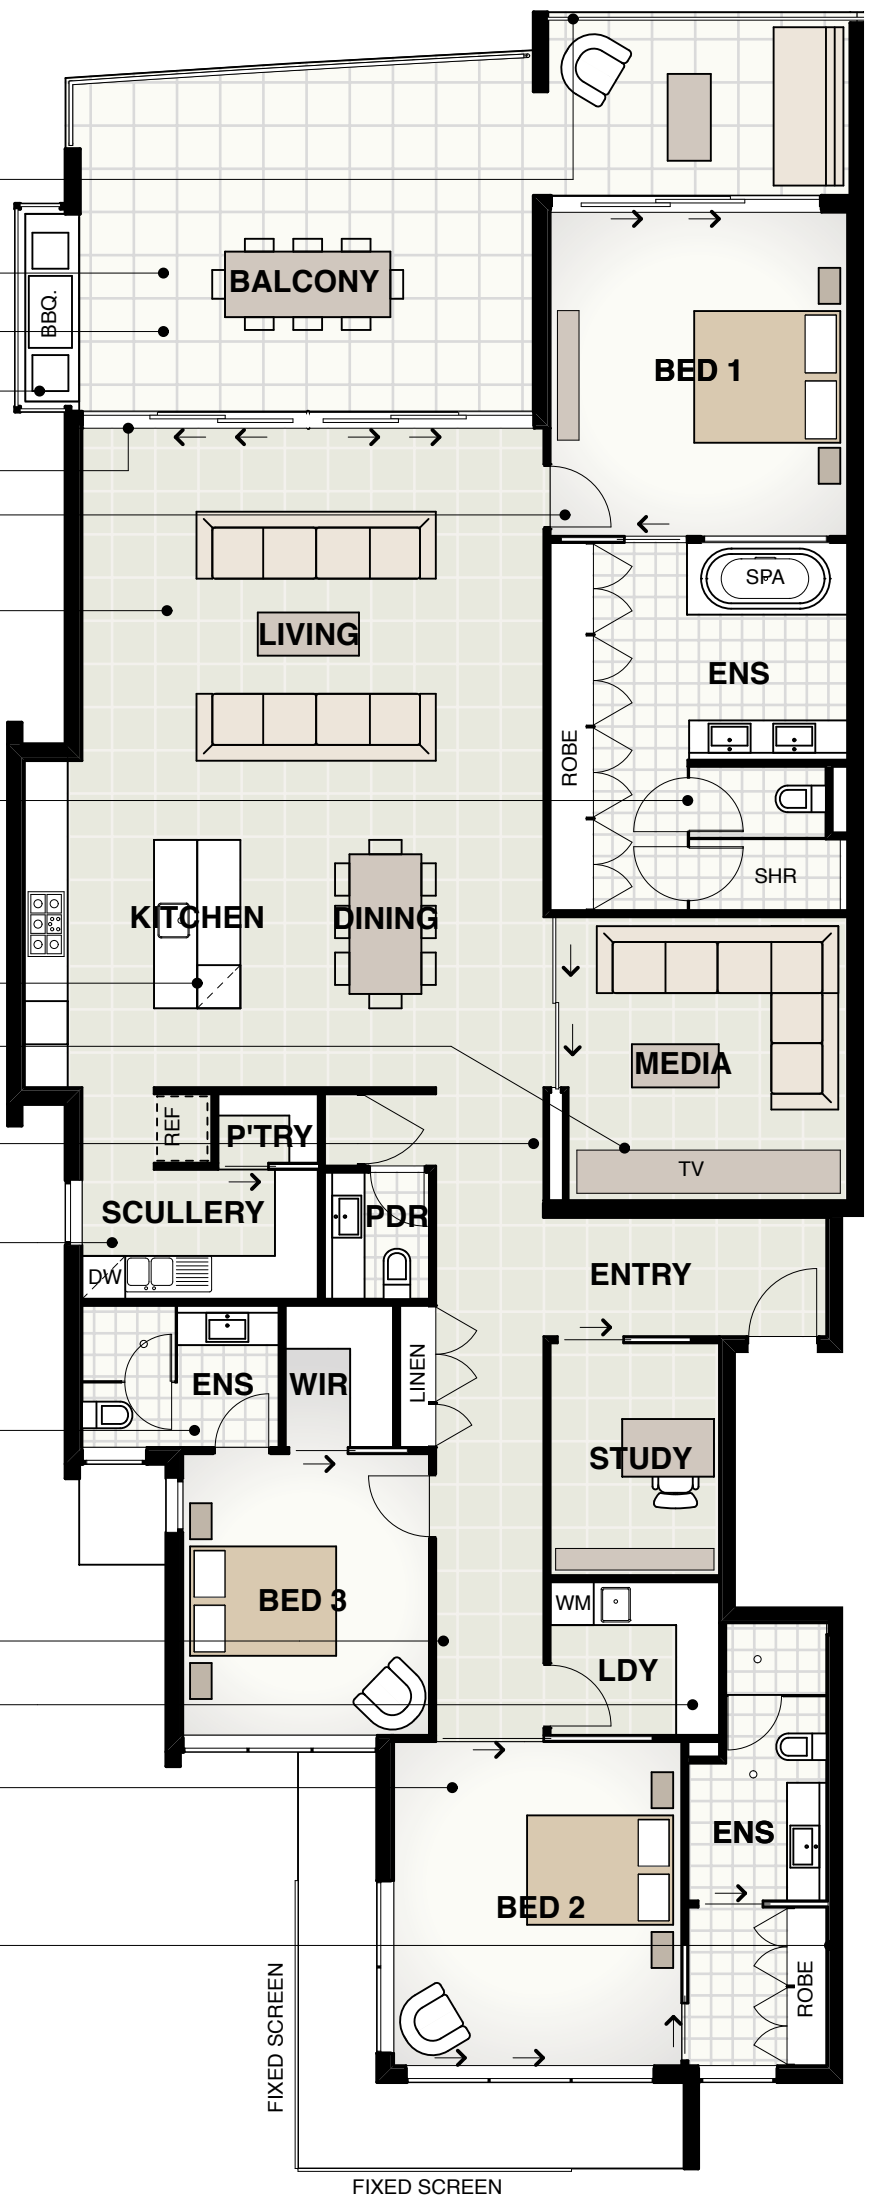 BALCONY
BBQ.
BED 1
SPA
LIVING
ENS
ROBE
SHR
KITCHEN
DINING
MEDIA
REF
P'TRY
TV
SCULLERY
PDR
DW
ENTRY
ENS
WIR
LINEN
STUDY
BED 3
WM
LDY
ENS
BED 2
ROBE
FIXED SCREEN
FIXED SCREEN